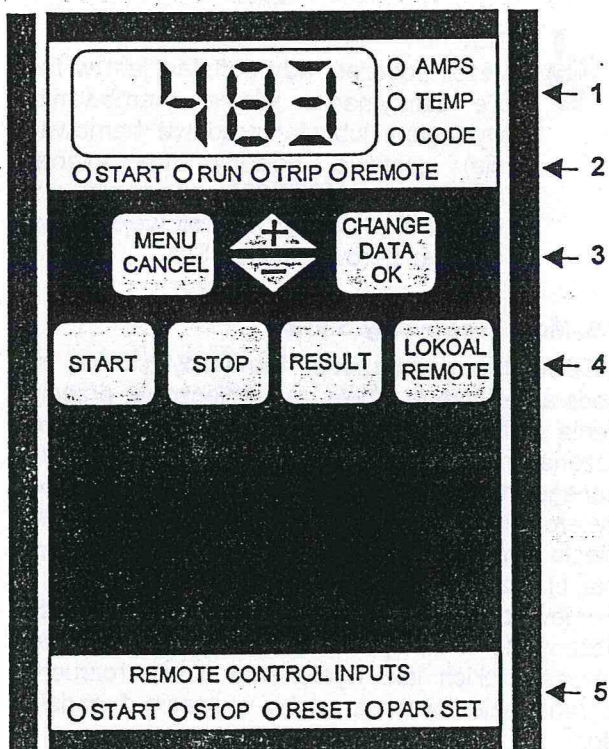 483
O AMPS
O TEMP
O CODE
1
O START O RUN O TRIP O REMOTE
2
MENU
CANCEL
+
-
CHANGE
DATA
OK
3
START
STOP
RESULT
LOKOAL
REMOTE
4
REMOTE CONTROL INPUTS
O START O STOP O RESET O PAR. SET
5